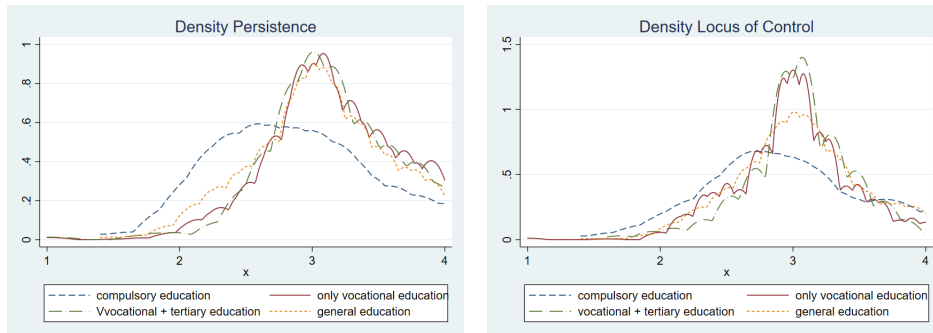 Density Persistence
1
.8
.6
.4
.2
0
1 2 3 4
x
compulsory education only vocational education
Vvocational + tertiary education general education
Density Locus of Control
1.5
1
.5
0
1 2 3 4
x
compulsory education only vocational education
vocational + tertiary education general education